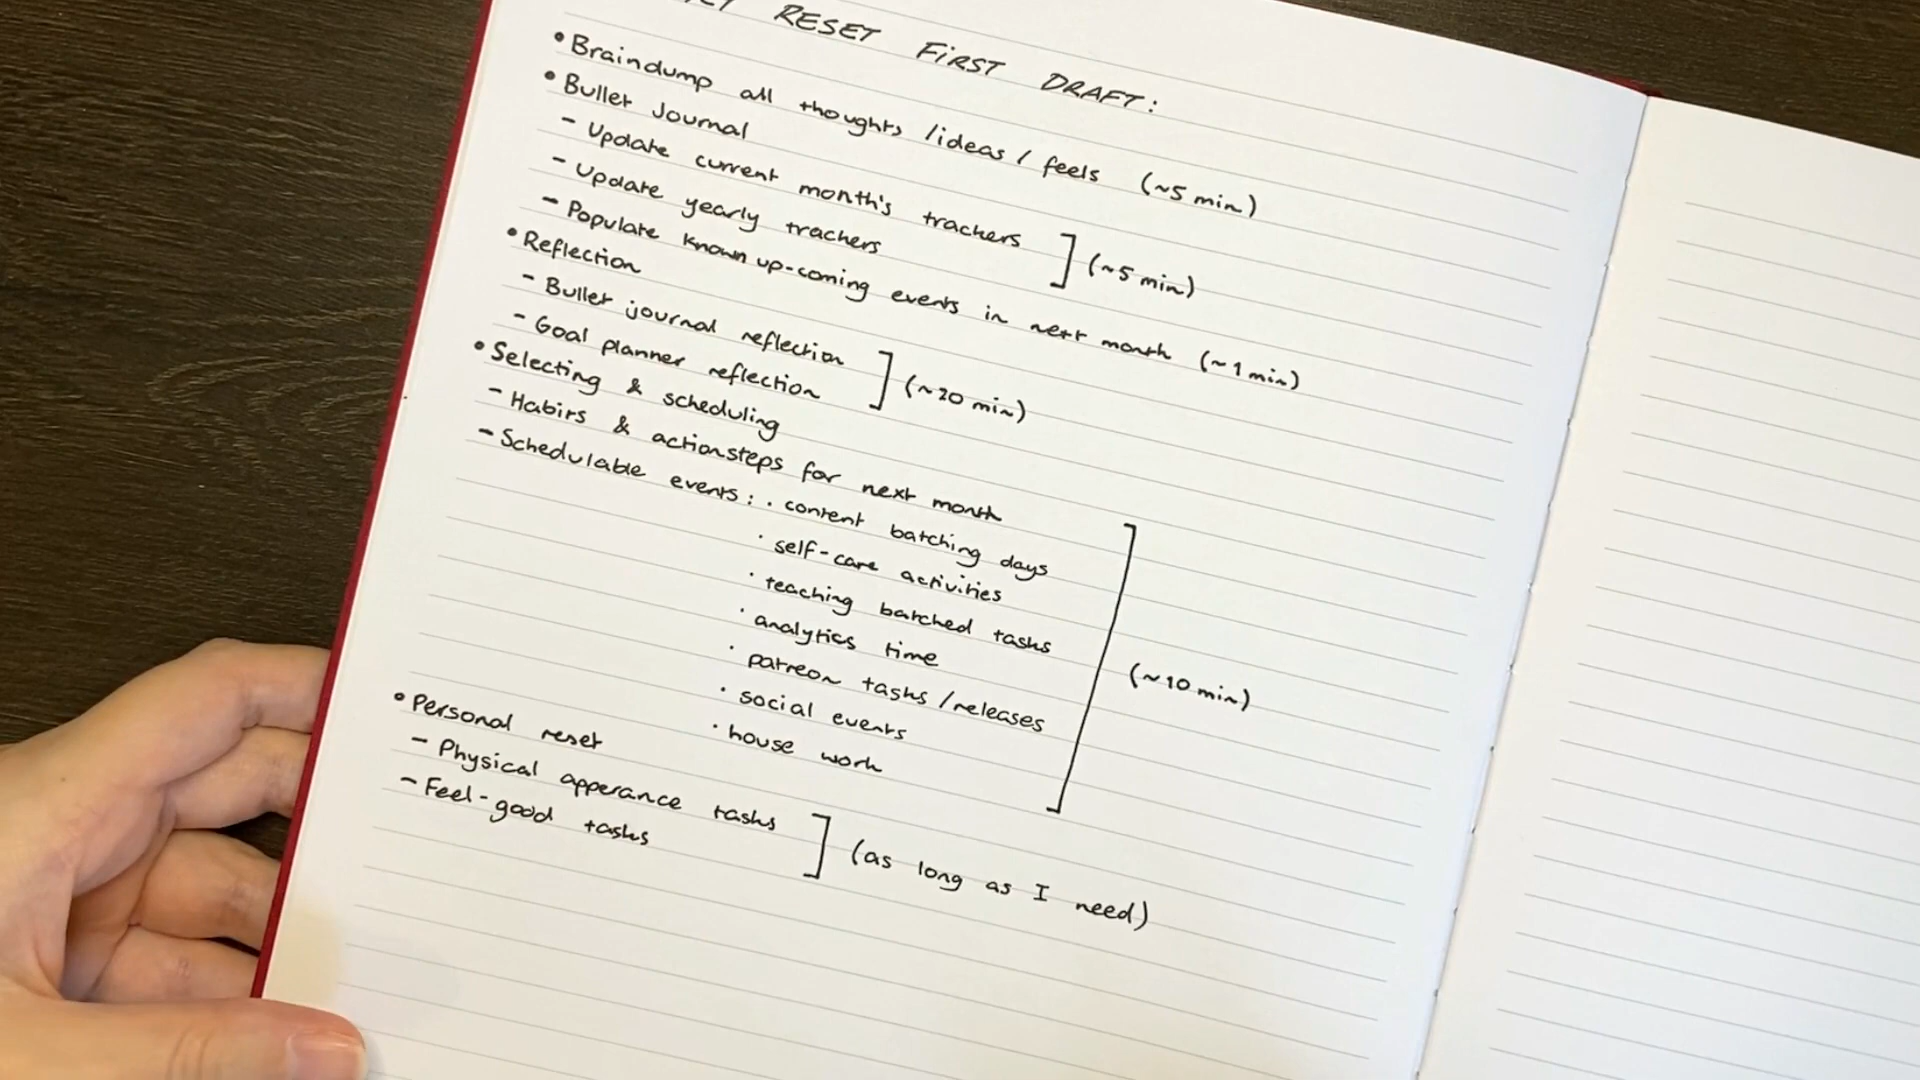 RESET FIRST DRAFT:
• Braindump all thoughts /ideas / feels (~5 min)
• Bullet Journal
- Update current month's trackers
- Update yearly trackers ] (~5 min)
- Populate known up-coming events in next month (~1 min)
• Reflection
- Bullet journal reflection
- Goal planner reflection ] (~20 min)
• Selecting & scheduling
- Habits & actionsteps for next month
- Schedulable events: · content batching days
· self-care activities
· teaching batched tasks
· analytics time
· patreon tasks /releases (~10 min)
· social events
· house work
• Personal reset
- Physical apperance tasks
- Feel-good tasks ] (as long as I need)